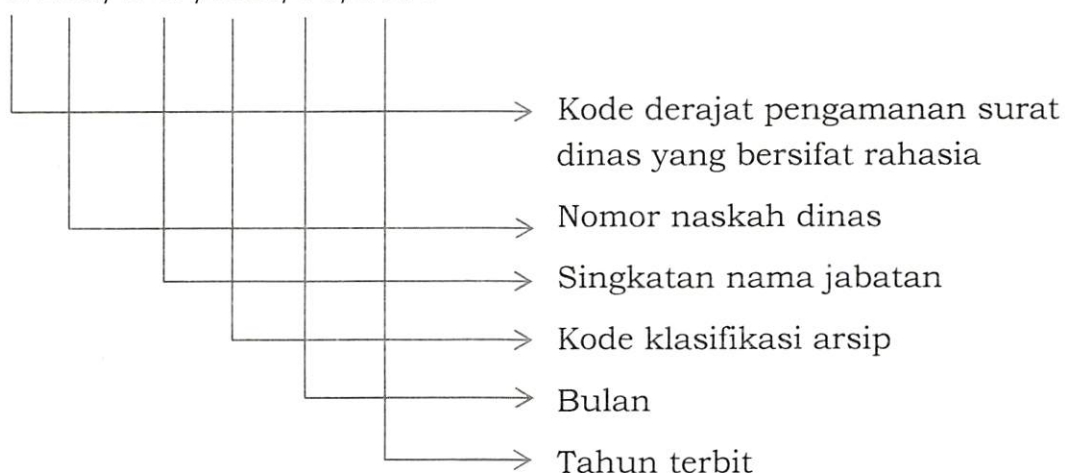 Kode derajat pengamanan surat
dinas yang bersifat rahasia
Nomor naskah dinas
Singkatan nama jabatan
Kode klasifikasi arsip
Bulan
Tahun terbit